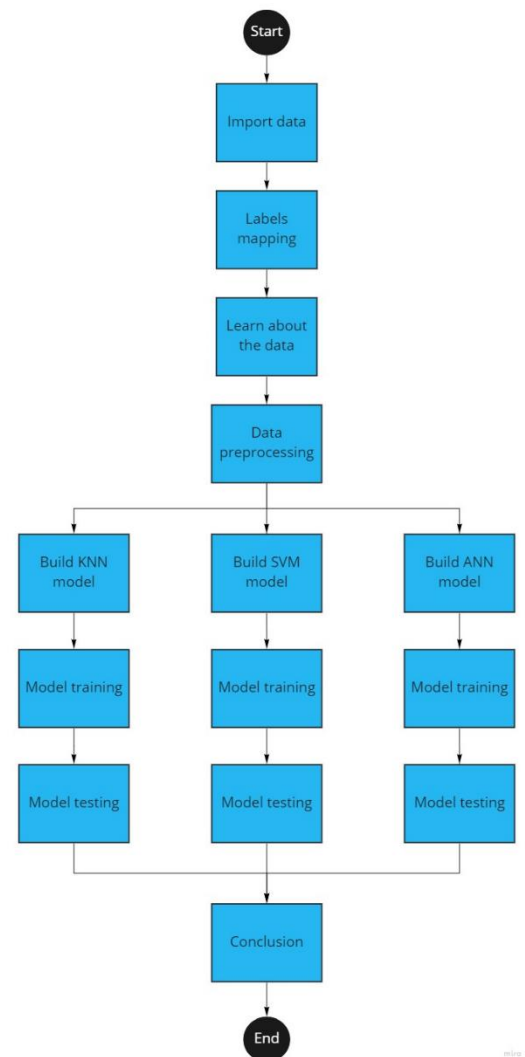 Start
Import data
Labels
mapping
Learn about
the data
Data
preprocessing
Build KNN
model
Build SVM
model
Build ANN
model
Model training
Model training
Model training
Model testing
Model testing
Model testing
Conclusion
End
miro